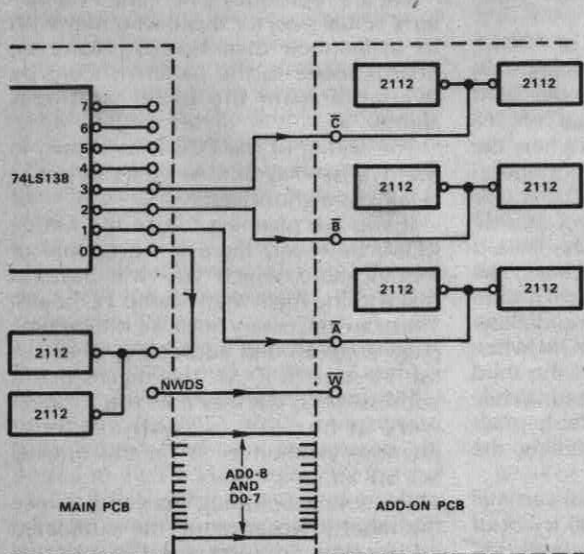 2112 2112
7
6
5
4
74LS138
3
2
1
0
B̅
2112 2112
2112 2112
2112
2112
NWDS
W̅
AD0-8
AND
D0-7
MAIN PCB
ADD-ON PCB